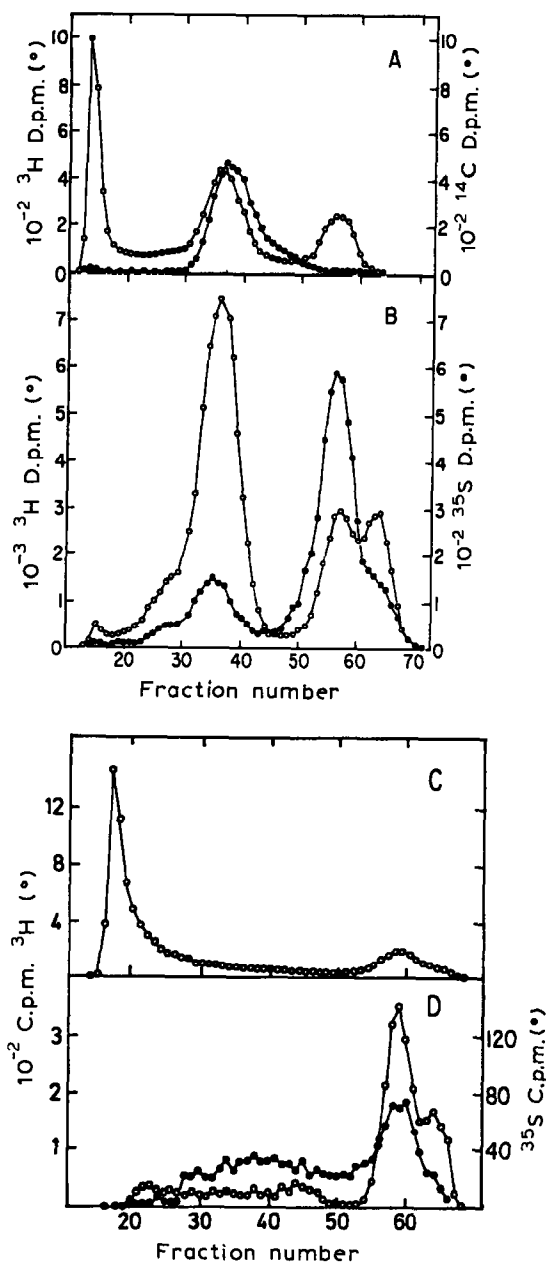 A
10
8
6
4
2
0
10⁻² ³H D.p.m. (°)
10
8
6
4
2
0
10⁻² ¹⁴C D.p.m. (•)
B
7
6
5
4
3
2
1
0
10⁻³ ³H D.p.m. (°)
7
6
5
4
3
2
1
0
10⁻² ³⁵S D.p.m. (•)
20 30 40 50 60 70
Fraction number
C
12
8
4
10⁻² C.p.m. ³H (°)
D
3
2
1
120
80
40
³⁵S C.p.m. (•)
20 30 40 50 60
Fraction number